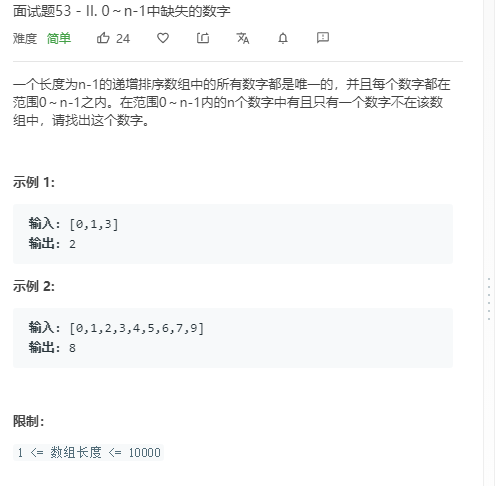 面试题53 - II. 0～n-1中缺失的数字
难度 简单 24
一个长度为n-1的递增排序数组中的所有数字都是唯一的，并且每个数字都在
范围0～n-1之内。在范围0～n-1内的n个数字中有且只有一个数字不在该数
组中，请找出这个数字。
示例 1:
输入: [0,1,3]
输出: 2
示例 2:
输入: [0,1,2,3,4,5,6,7,9]
输出: 8
限制：
1 <= 数组长度 <= 10000